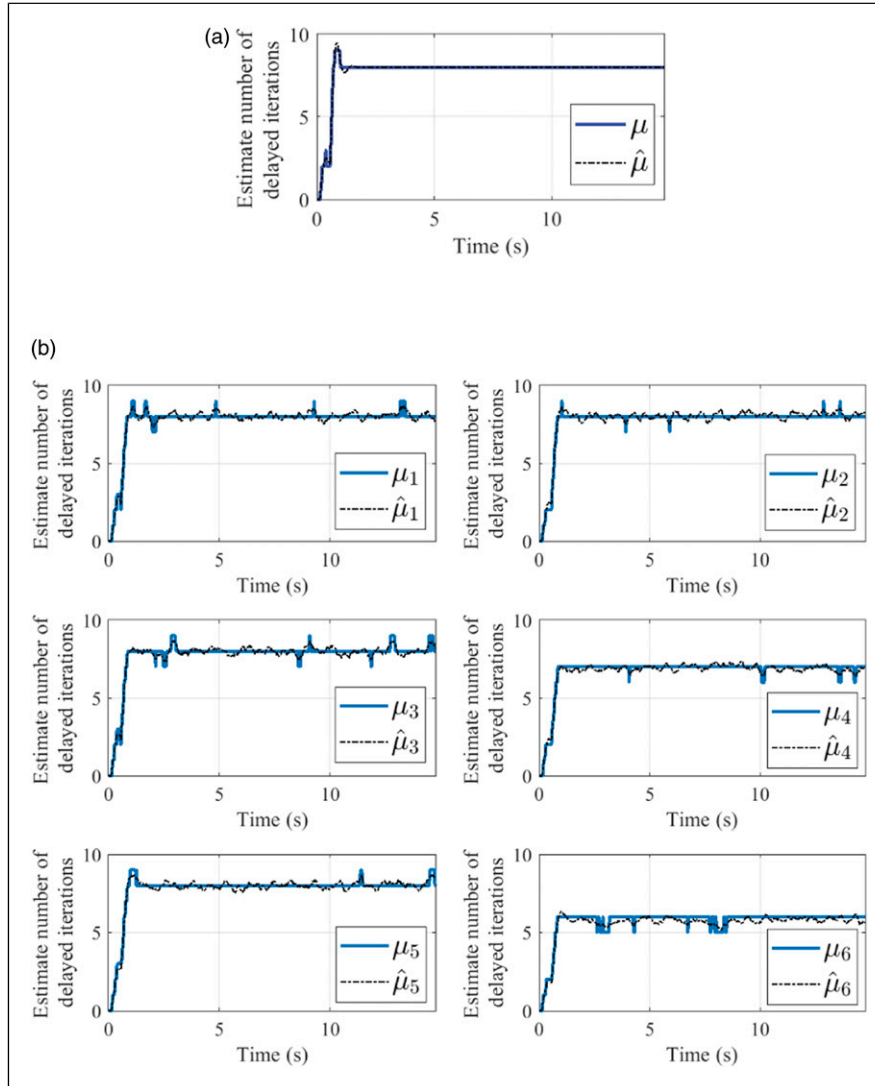 (a)
Estimate number of
delayed iterations
10
5
0
0 5 10
Time (s)
μ
μ̂
(b)
Estimate number of
delayed iterations
10
5
0
0 5 10
Time (s)
μ1
μ̂1
Estimate number of
delayed iterations
10
5
0
0 5 10
Time (s)
μ2
μ̂2
Estimate number of
delayed iterations
10
5
0
0 5 10
Time (s)
μ3
μ̂3
Estimate number of
delayed iterations
10
5
0
0 5 10
Time (s)
μ4
μ̂4
Estimate number of
delayed iterations
10
5
0
0 5 10
Time (s)
μ5
μ̂5
Estimate number of
delayed iterations
10
5
0
0 5 10
Time (s)
μ6
μ̂6